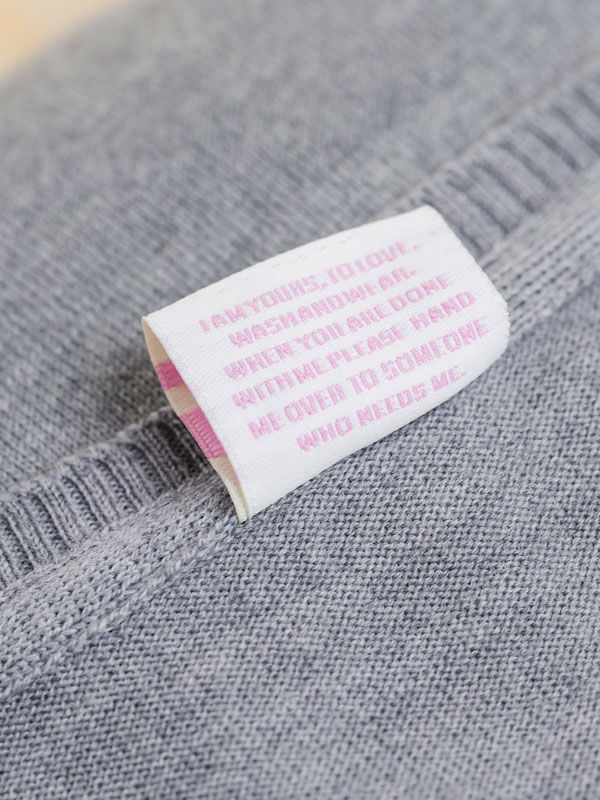 I AM YOURS, TO LOVE,
WASH AND WEAR.
WHEN YOU ARE DONE
WITH ME PLEASE HAND
ME OVER TO SOMEONE
WHO NEEDS ME.